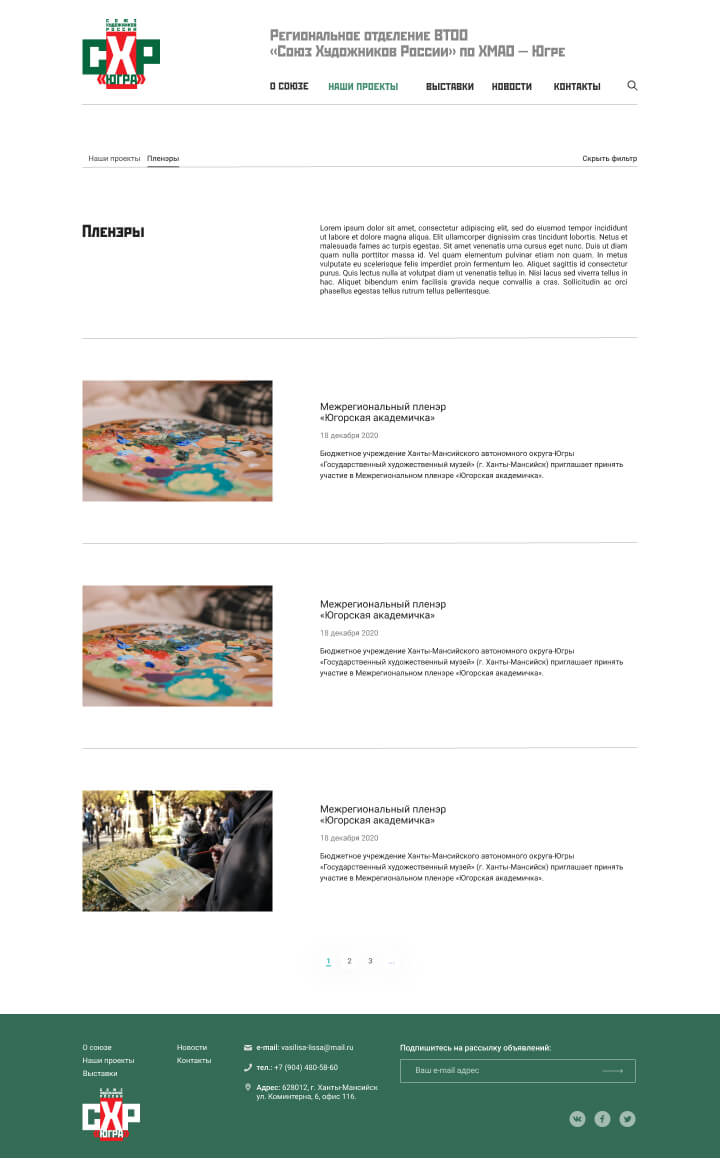 СОЮЗ
ХУДОЖНИКОВ
РОССИИ
СХР
«ЮГРА»
Региональное отделение ВТОО
«Союз Художников России» по ХМАО — Югре
О СОЮЗЕ НАШИ ПРОЕКТЫ ВЫСТАВКИ НОВОСТИ КОНТАКТЫ
Наши проекты Пленэры Скрыть фильтр
Пленэры
Lorem ipsum dolor sit amet, consectetur adipiscing elit, sed do eiusmod tempor incididunt
ut labore et dolore magna aliqua. Elit ullamcorper dignissim cras tincidunt lobortis. Netus et
malesuada fames ac turpis egestas. Sit amet venenatis urna cursus eget nunc. Duis ut diam
quam nulla porttitor massa id. Vel quam elementum pulvinar etiam non quam. In metus
vulputate eu scelerisque felis imperdiet proin fermentum leo. Aliquet sagittis id consectetur
purus. Quis lectus nulla at volutpat diam ut venenatis tellus in. Nisi lacus sed viverra tellus in
hac. Aliquet bibendum enim facilisis gravida neque convallis a cras. Sollicitudin ac orci
phasellus egestas tellus rutrum tellus pellentesque.
Межрегиональный пленэр
«Югорская академичка»
18 декабря 2020
Бюджетное учреждение Ханты-Мансийского автономного округа-Югры
«Государственный художественный музей» (г. Ханты-Мансийск) приглашает принять
участие в Межрегиональном пленэре «Югорская академичка».
Межрегиональный пленэр
«Югорская академичка»
18 декабря 2020
Бюджетное учреждение Ханты-Мансийского автономного округа-Югры
«Государственный художественный музей» (г. Ханты-Мансийск) приглашает принять
участие в Межрегиональном пленэре «Югорская академичка».
Межрегиональный пленэр
«Югорская академичка»
18 декабря 2020
Бюджетное учреждение Ханты-Мансийского автономного округа-Югры
«Государственный художественный музей» (г. Ханты-Мансийск) приглашает принять
участие в Межрегиональном пленэре «Югорская академичка».
1 2 3 ...
О союзе
Наши проекты
Выставки
Новости
Контакты
e-mail: vasilisa-lissa@mail.ru
тел.: +7 (904) 480-58-60
Адрес: 628012, г. Ханты-Мансийск
ул. Коминтерна, 6, офис 116.
Подпишитесь на рассылку объявлений:
Ваш e-mail адрес
СОЮЗ
РОССИИ
СХР
«ЮГРА»